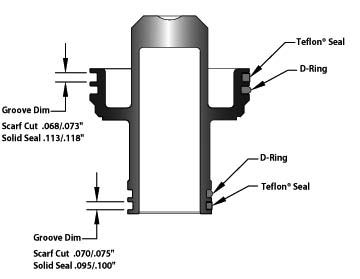 Teflon® Seal
D-Ring
Groove Dim
Scarf Cut .068/.073"
Solid Seal .113/.118"
D-Ring
Teflon® Seal
Groove Dim
Scarf Cut .070/.075"
Solid Seal .095/.100"